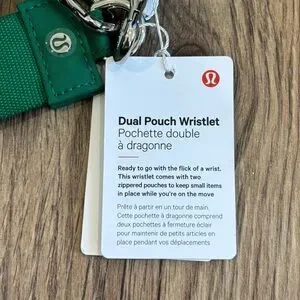 Dual Pouch Wristlet
Pochette double
à dragonne
Ready to go with the flick of a wrist.
This wristlet comes with two
zippered pouches to keep small items
in place while you're on the move
Prête à partir en un tour de main.
Cette pochette à dragonne comprend
deux pochettes à fermeture éclair
pour maintenir de petits articles en
place pendant vos déplacements